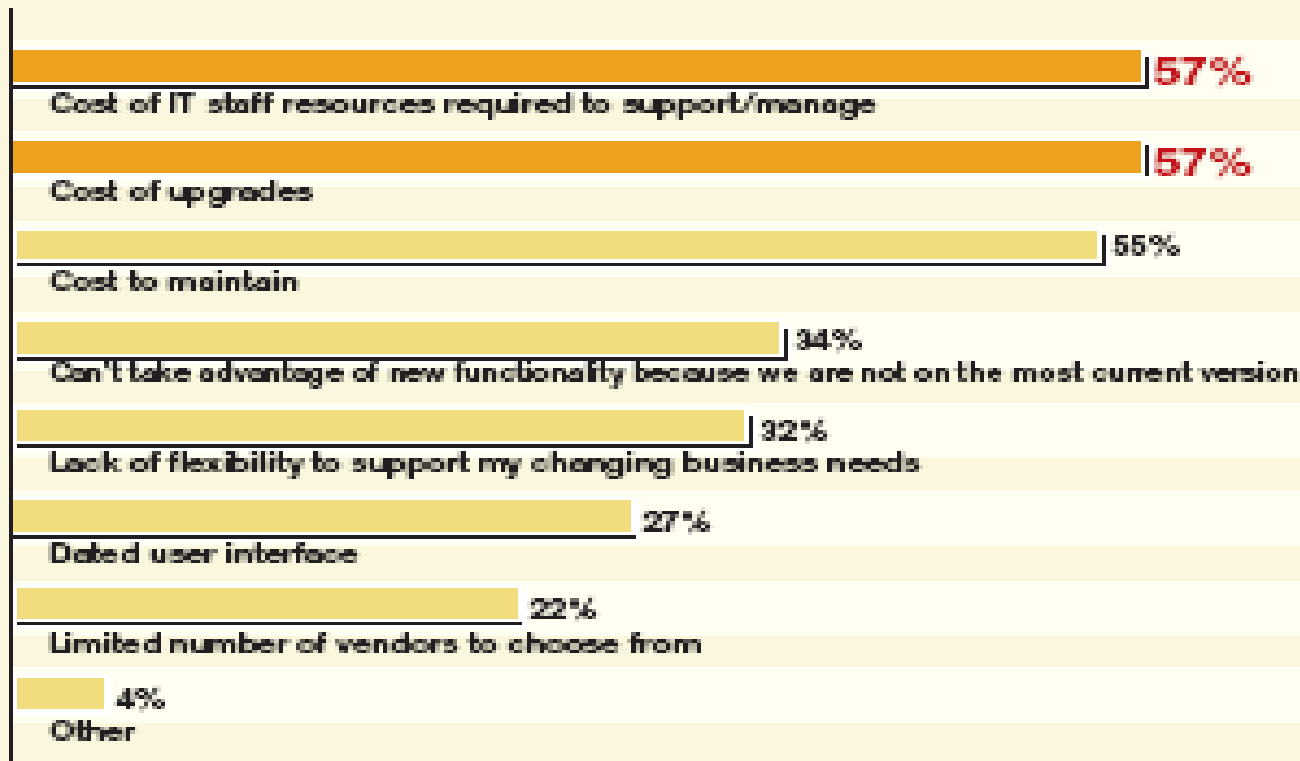 57%
Cost of IT staff resources required to support/manage
57%
Cost of upgrades
55%
Cost to maintain
34%
Can't take advantage of new functionality because we are not on the most current version
32%
Lack of flexibility to support my changing business needs
27%
Dated user interface
22%
Limited number of vendors to choose from
4%
Other